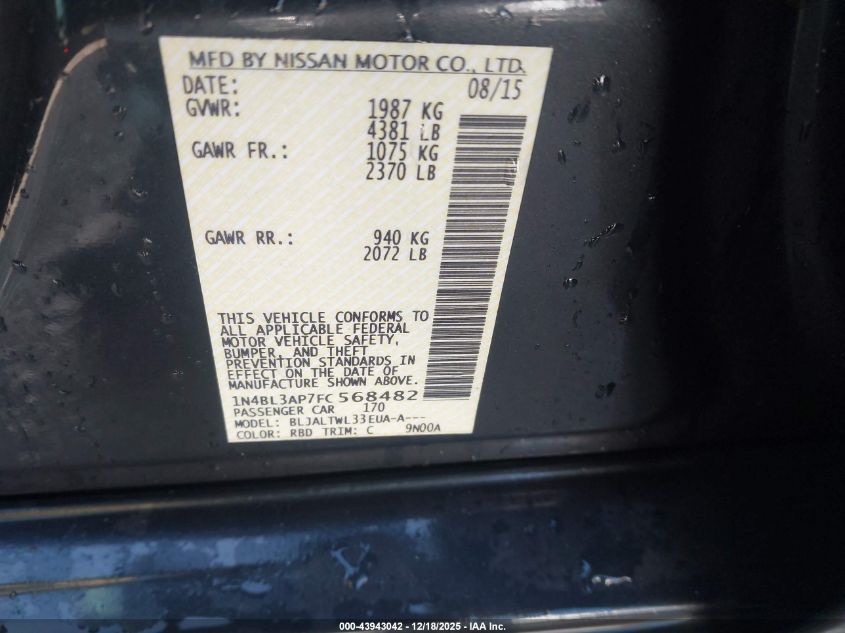 MFD BY NISSAN MOTOR CO., LTD.
DATE: 08/15
GVWR: 1987 KG
4381 LB
GAWR FR.: 1075 KG
2370 LB
GAWR RR.: 940 KG
2072 LB
THIS VEHICLE CONFORMS TO
ALL APPLICABLE FEDERAL
MOTOR VEHICLE SAFETY,
BUMPER, AND THEFT
PREVENTION STANDARDS IN
EFFECT ON THE DATE OF
MANUFACTURE SHOWN ABOVE.
1N4BL3AP7FC568482
PASSENGER CAR 170
MODEL: BLJALTWL33EUA-A---
COLOR: RBD TRIM: C 9N00A
000-43943042 - 12/18/2025 - IAA Inc.